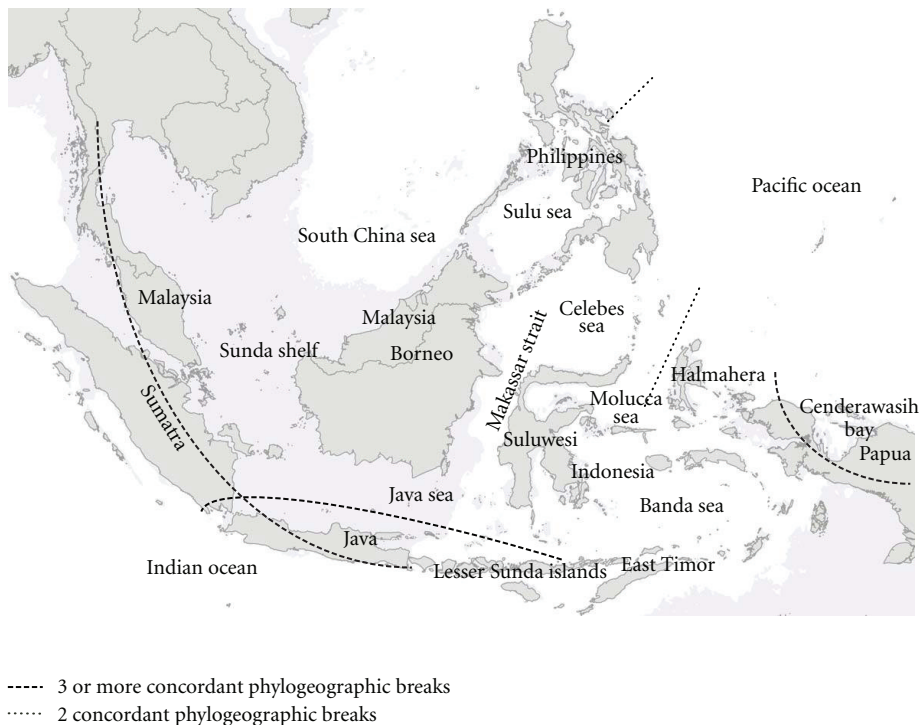 Philippines
Pacific ocean
Sulu sea
South China sea
Malaysia
Celebes
sea
Malaysia
Makassar strait
Sunda shelf
Borneo
Halmahera
Molucca
sea
Cenderawasih
bay
Sumatra
Suluwesi
Papua
Indonesia
Java sea
Banda sea
Java
Indian ocean
Lesser Sunda islands
East Timor
3 or more concordant phylogeographic breaks
2 concordant phylogeographic breaks